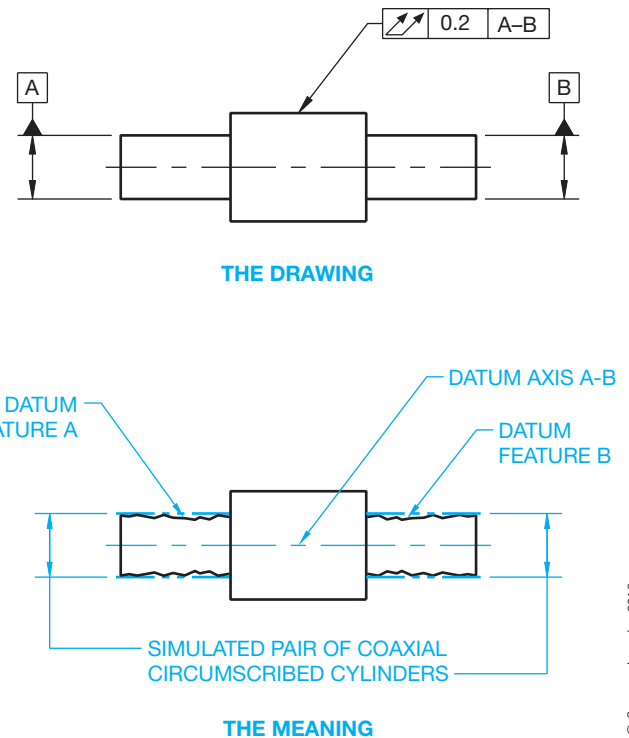 0.2 A–B
A
B
THE DRAWING
DATUM AXIS A-B
DATUM
ATURE A
DATUM
FEATURE B
SIMULATED PAIR OF COAXIAL
CIRCUMSCRIBED CYLINDERS
THE MEANING